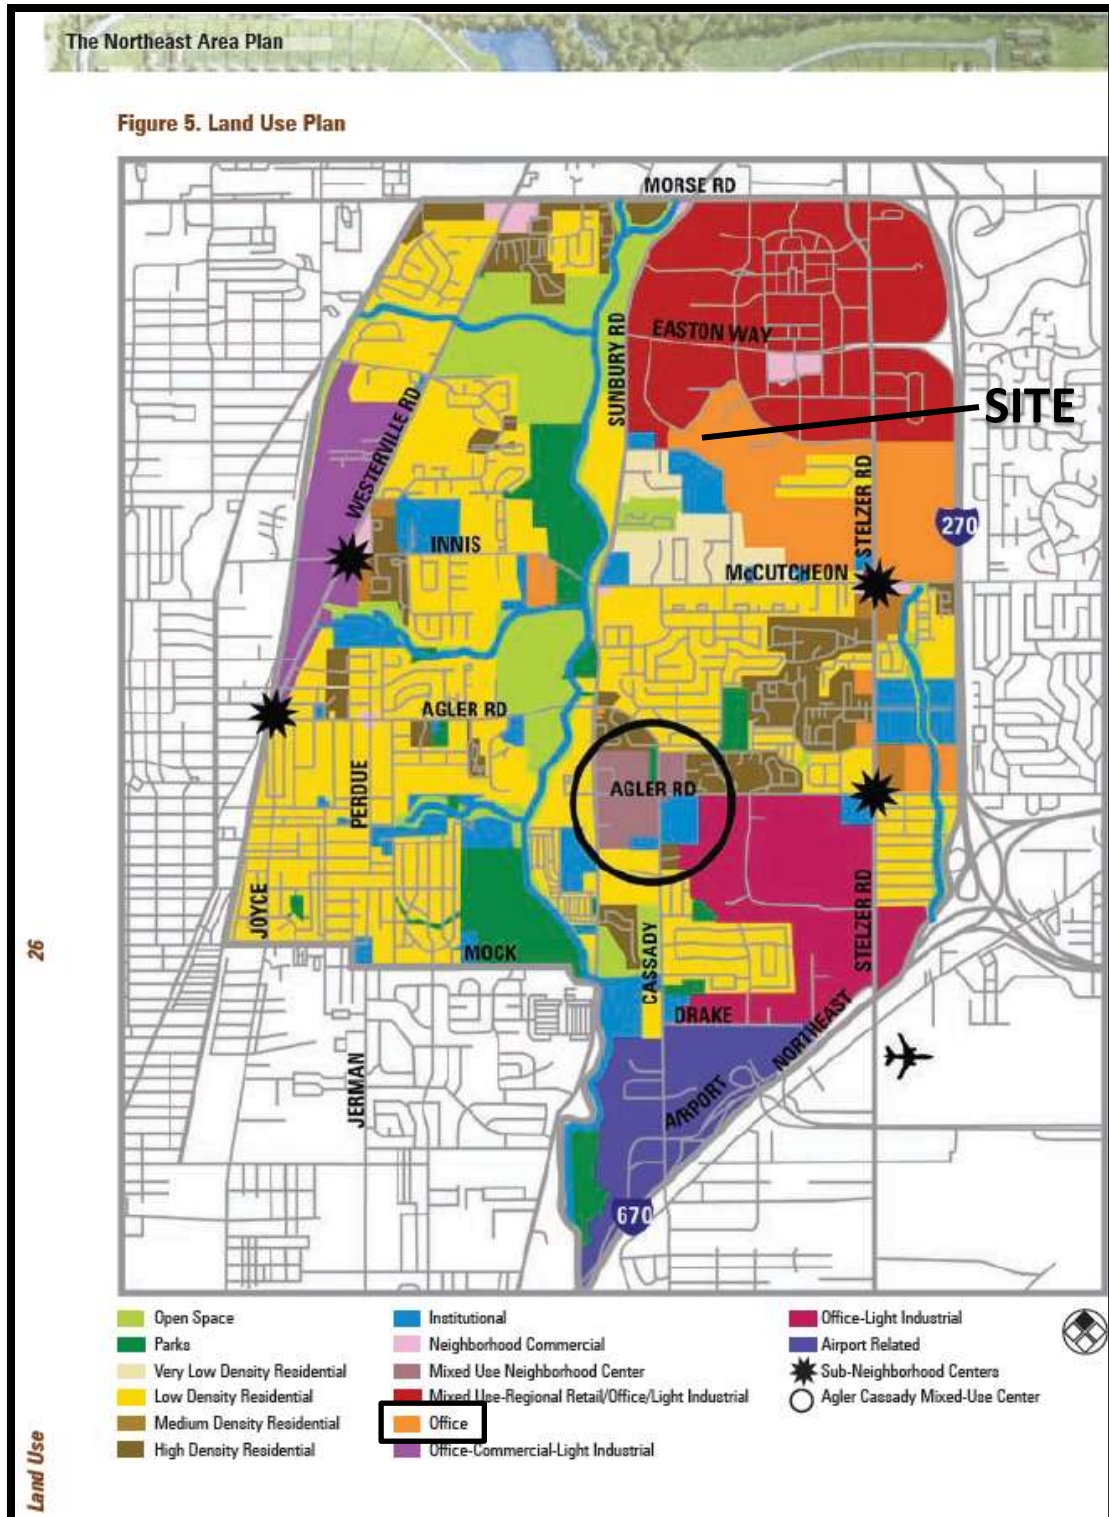 The Northeast Area Plan
Figure 5. Land Use Plan
MORSE RD
SUNBURY RD
EASTON WAY
SITE
WESTERVILLE RD
STELZER RD
270
INNIS
McCUTCHEON
AGLER RD
PERDUE
AGLER RD
JOYCE
STELZER RD
MOCK
CASSADY
DRAKE
NORTHEAST
JERMAN
AIRPORT
670
26
Land Use
Open Space
Parks
Very Low Density Residential
Low Density Residential
Medium Density Residential
High Density Residential
Institutional
Neighborhood Commercial
Mixed Use Neighborhood Center
Mixed Use-Regional Retail/Office/Light Industrial
Office
Office-Commercial-Light Industrial
Office-Light Industrial
Airport Related
Sub-Neighborhood Centers
Agler Cassady Mixed-Use Center